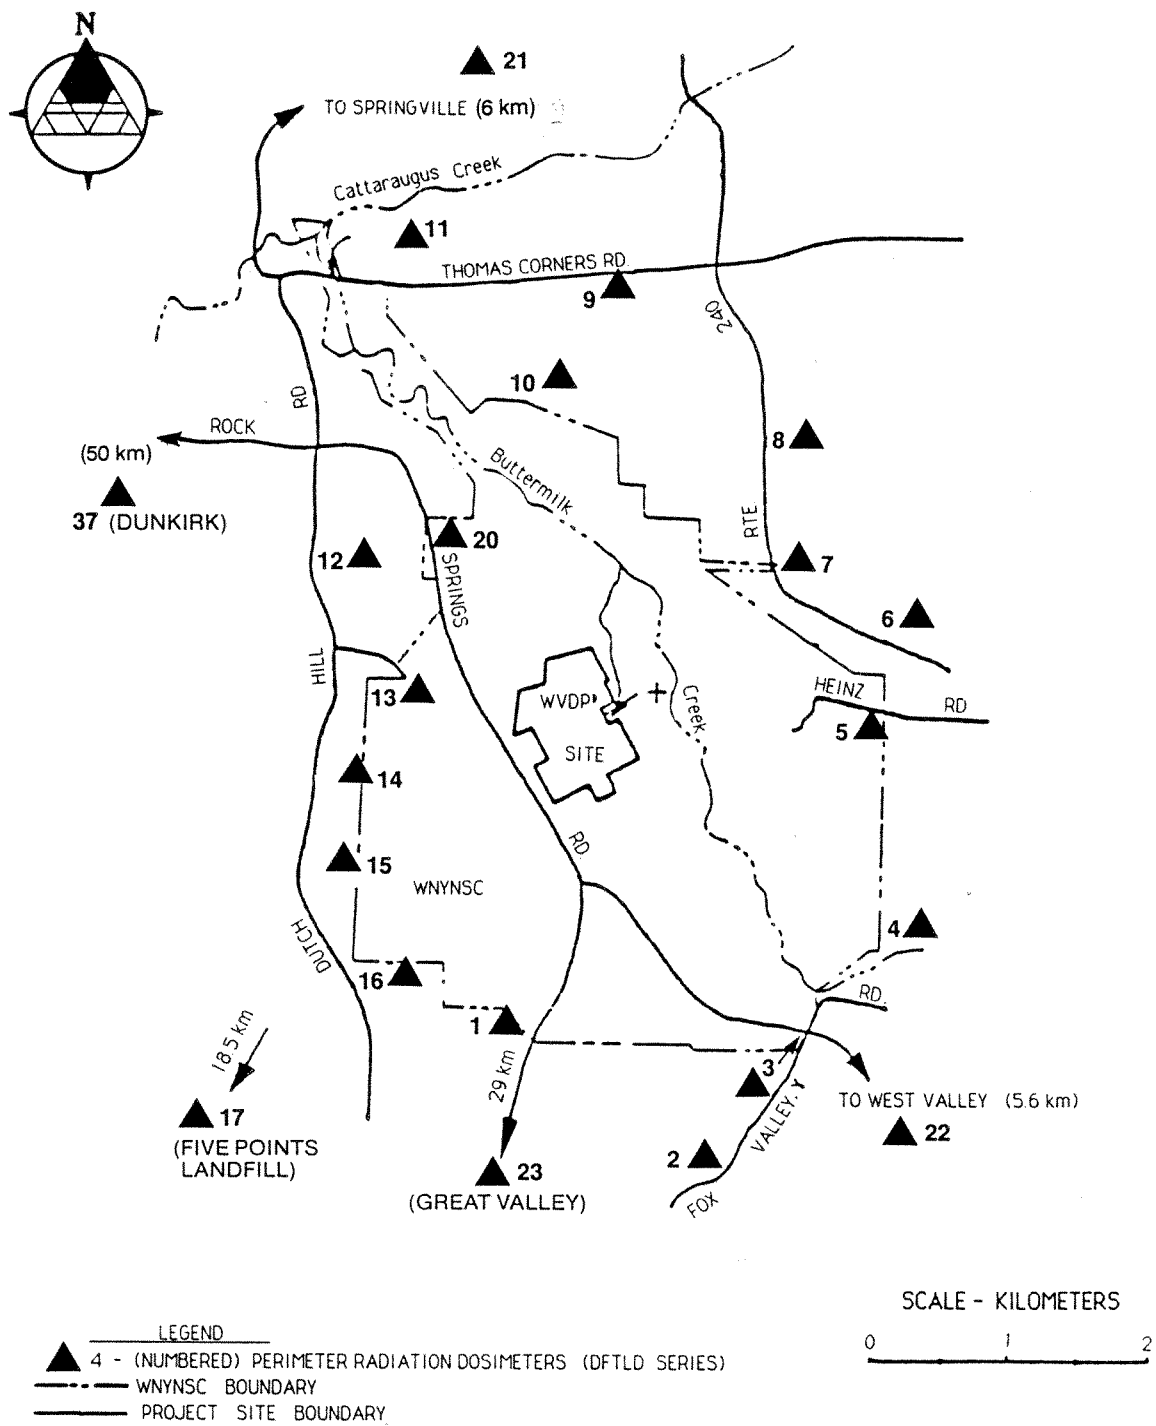 N
21
TO SPRINGVILLE (6 km)
Cattaraugus Creek
11
THOMAS CORNERS RD.
9
240
10
RD
ROCK
8
(50 km)
Buttermilk
37 (DUNKIRK)
RTE
20
12
7
SPRINGS
6
HILL
13
HEINZ
RD
WVDP
Creek
5
SITE
14
RD.
15
WNYNSC
4
DUTCH
16
RD.
1
18.5 km
29 km
3
TO WEST VALLEY (5.6 km)
17
VALLEY
22
(FIVE POINTS
LANDFILL)
2
23
(GREAT VALLEY)
FOX
SCALE - KILOMETERS
0 1 2
LEGEND
4 - (NUMBERED) PERIMETER RADIATION DOSIMETERS (DFTLD SERIES)
WNYNSC BOUNDARY
PROJECT SITE BOUNDARY